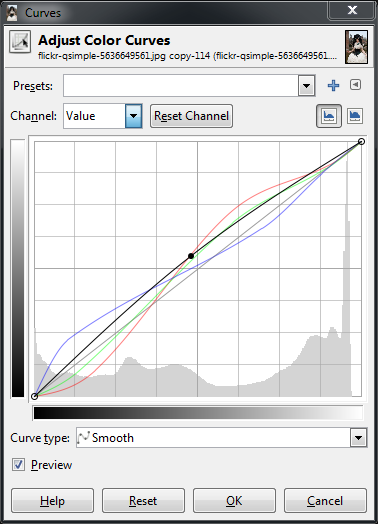 Curves
Adjust Color Curves
flickr-qsimple-5636649561.jpg copy-114 (flickr-qsimple-5636649561....
Presets:
Channel: Value Reset Channel
Curve type: Smooth
Preview
Help Reset OK Cancel